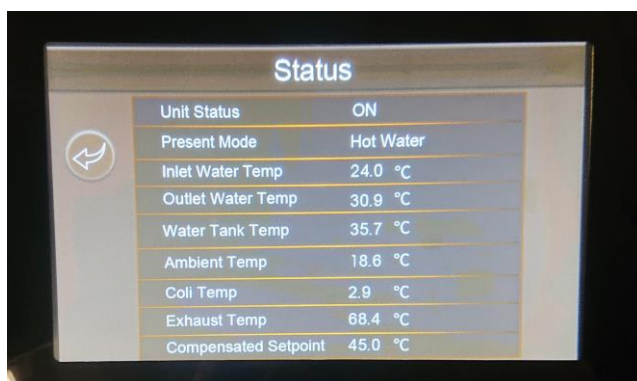 Status
Unit Status ON
Present Mode Hot Water
Inlet Water Temp 24.0 °C
Outlet Water Temp 30.9 °C
Water Tank Temp 35.7 °C
Ambient Temp 18.6 °C
Coli Temp 2.9 °C
Exhaust Temp 68.4 °C
Compensated Setpoint 45.0 °C